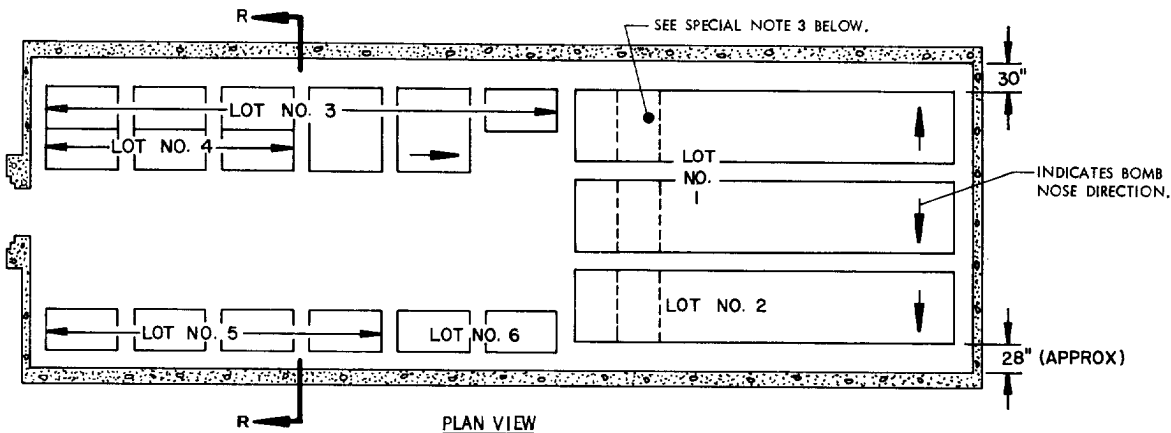 R
SEE SPECIAL NOTE 3 BELOW.
30"
LOT NO. 3
LOT NO. 4
LOT
NO.
1
INDICATES BOMB
NOSE DIRECTION.
LOT NO. 2
LOT NO. 5
LOT NO. 6
28" (APPROX)
R
PLAN VIEW